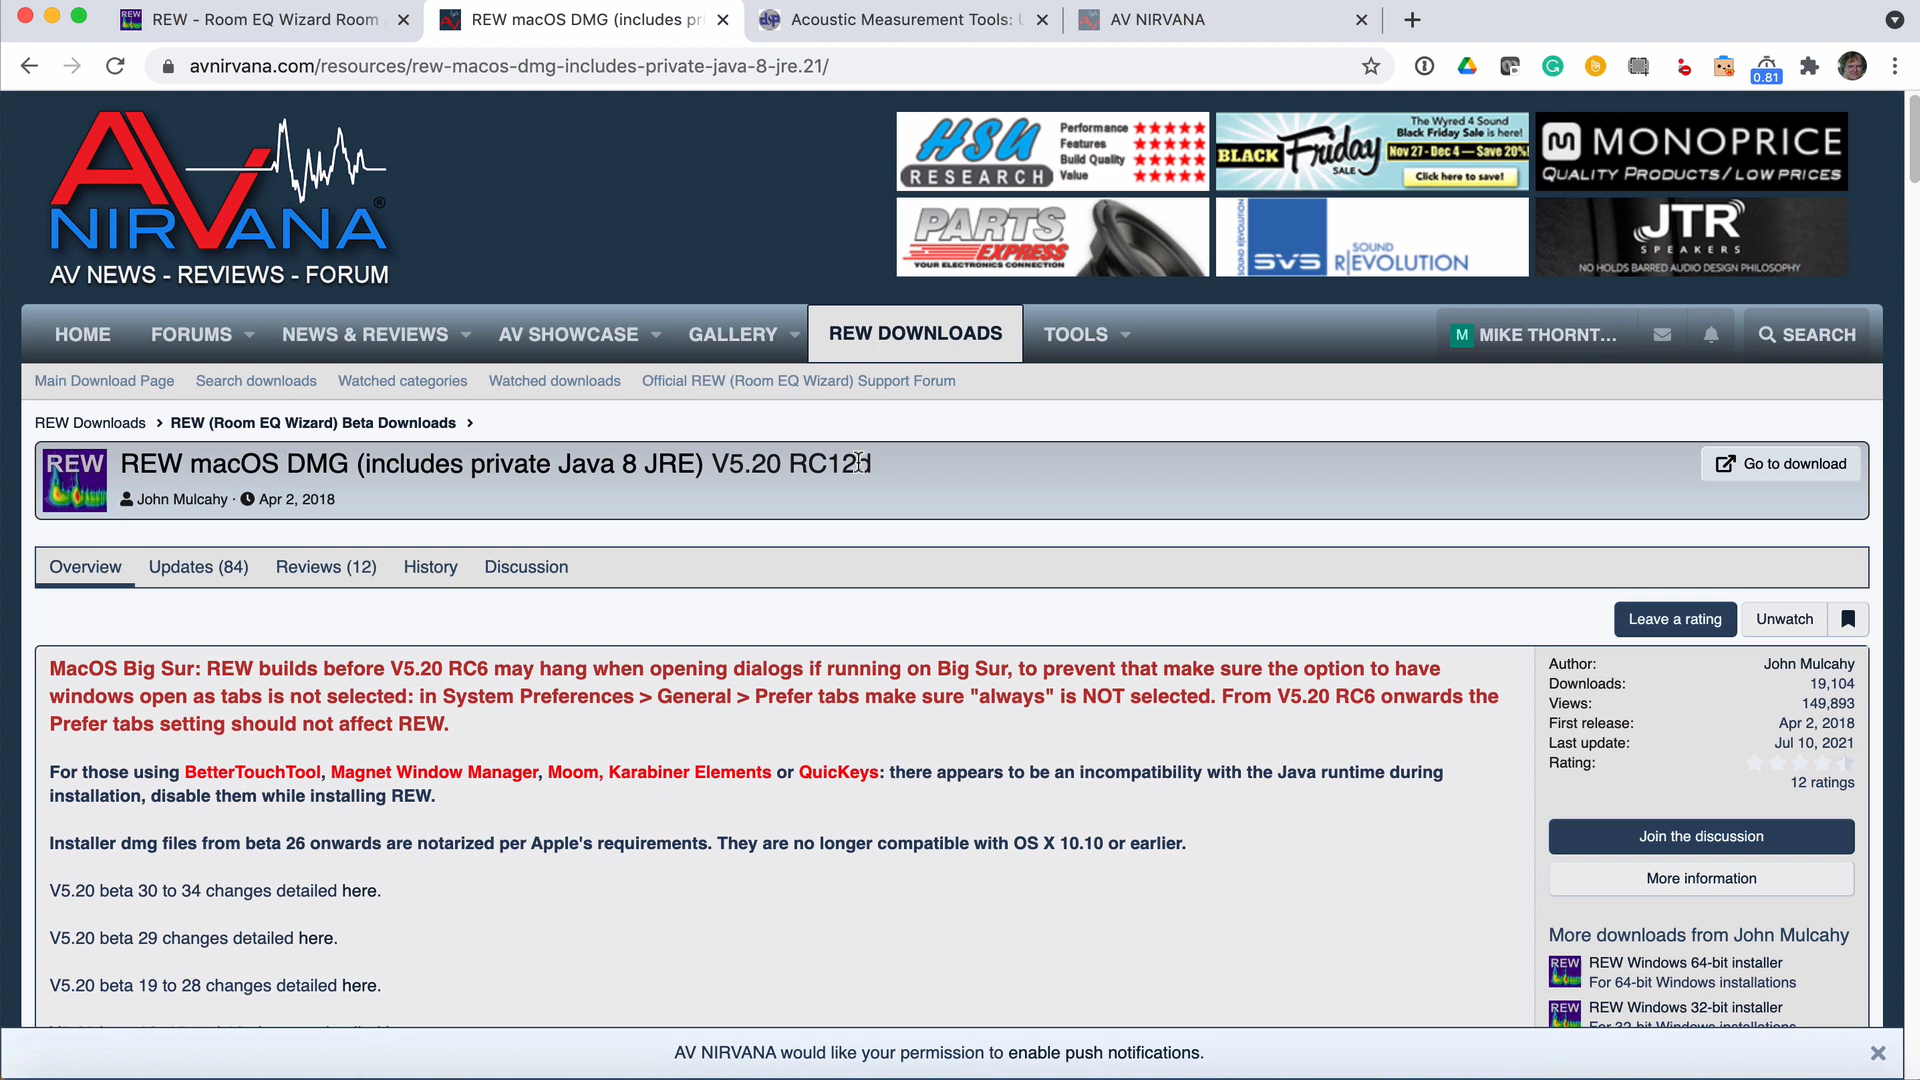 REW - Room EQ Wizard Room
REW macOS DMG (includes pri
Acoustic Measurement Tools:
AV NIRVANA
avnirvana.com/resources/rew-macos-dmg-includes-private-java-8-jre.21/
0.81
AV NIRVANA®
AV NEWS - REVIEWS - FORUM
HSU RESEARCH
Performance
Features
Build Quality
Value
The Wyred 4 Sound
Black Friday Sale is here!
BLACK Friday SALE
Nov 27- Dec 4 — Save 20%!
Click here to save!
MONOPRICE
QUALITY PRODUCTS / LOW PRICES
PARTS EXPRESS
YOUR ELECTRONICS CONNECTION
SOUND R|EVOLUTION
SVS
SOUND R|EVOLUTION
JTR
SPEAKERS
NO HOLDS BARRED AUDIO DESIGN PHILOSOPHY
HOME FORUMS NEWS & REVIEWS AV SHOWCASE GALLERY REW DOWNLOADS TOOLS M MIKE THORNT... SEARCH
Main Download Page Search downloads Watched categories Watched downloads Official REW (Room EQ Wizard) Support Forum
REW Downloads > REW (Room EQ Wizard) Beta Downloads >
REW
REW macOS DMG (includes private Java 8 JRE) V5.20 RC12d
Go to download
John Mulcahy · Apr 2, 2018
Overview Updates (84) Reviews (12) History Discussion
Leave a rating Unwatch
MacOS Big Sur: REW builds before V5.20 RC6 may hang when opening dialogs if running on Big Sur, to prevent that make sure the option to have
windows open as tabs is not selected: in System Preferences > General > Prefer tabs make sure "always" is NOT selected. From V5.20 RC6 onwards the
Prefer tabs setting should not affect REW.
For those using BetterTouchTool, Magnet Window Manager, Moom, Karabiner Elements or QuicKeys: there appears to be an incompatibility with the Java runtime during
installation, disable them while installing REW.
Installer dmg files from beta 26 onwards are notarized per Apple's requirements. They are no longer compatible with OS X 10.10 or earlier.
V5.20 beta 30 to 34 changes detailed here.
V5.20 beta 29 changes detailed here.
V5.20 beta 19 to 28 changes detailed here.
Author: John Mulcahy
Downloads: 19,104
Views: 149,893
First release: Apr 2, 2018
Last update: Jul 10, 2021
Rating:
12 ratings
Join the discussion
More information
More downloads from John Mulcahy
REW
REW Windows 64-bit installer
For 64-bit Windows installations
REW
REW Windows 32-bit installer
For 32-bit Windows installations
AV NIRVANA would like your permission to enable push notifications.